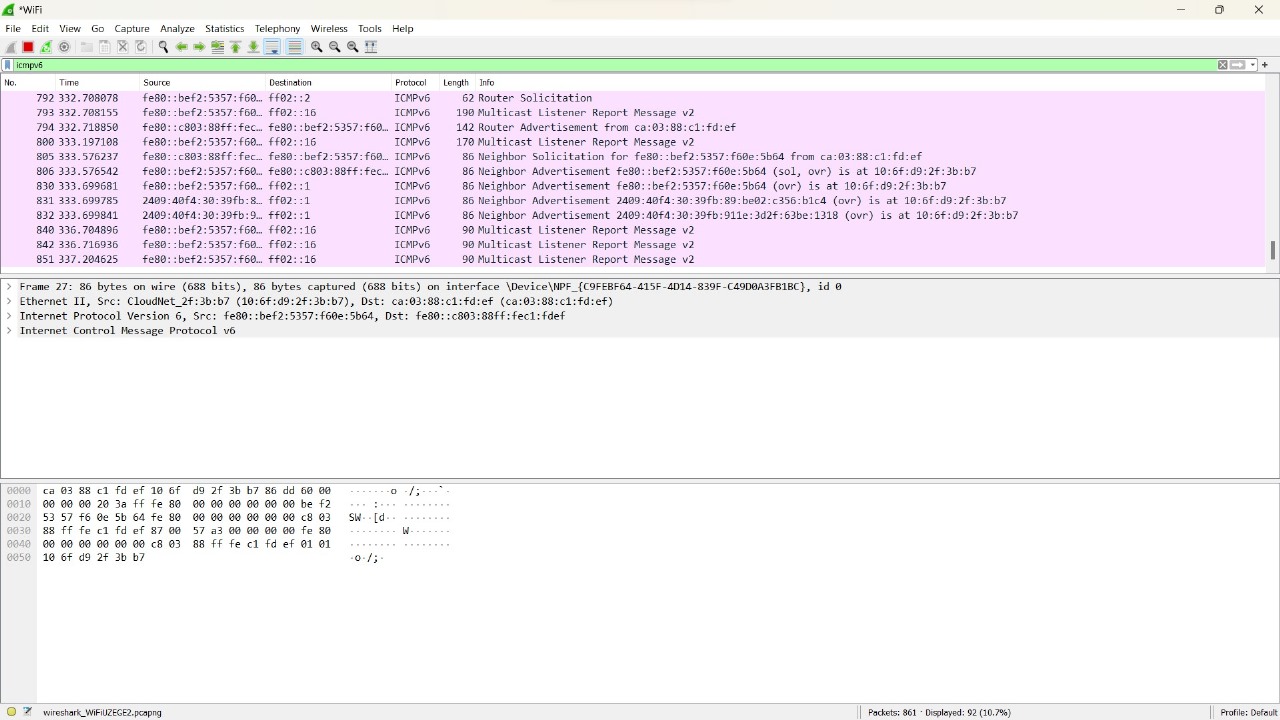 *WiFi
File Edit View Go Capture Analyze Statistics Telephony Wireless Tools Help
icmpv6
No. Time Source Destination Protocol Length Info
792 332.708078 fe80::bef2:5357:f60… ff02::2 ICMPv6 62 Router Solicitation
793 332.708155 fe80::bef2:5357:f60… ff02::16 ICMPv6 190 Multicast Listener Report Message v2
794 332.718850 fe80::c803:88ff:fec… fe80::bef2:5357:f60… ICMPv6 142 Router Advertisement from ca:03:88:c1:fd:ef
800 333.197108 fe80::bef2:5357:f60… ff02::16 ICMPv6 170 Multicast Listener Report Message v2
805 333.576237 fe80::c803:88ff:fec… fe80::bef2:5357:f60… ICMPv6 86 Neighbor Solicitation for fe80::bef2:5357:f60e:5b64 from ca:03:88:c1:fd:ef
806 333.576542 fe80::bef2:5357:f60… fe80::c803:88ff:fec… ICMPv6 86 Neighbor Advertisement fe80::bef2:5357:f60e:5b64 (sol, ovr) is at 10:6f:d9:2f:3b:b7
830 333.699681 fe80::bef2:5357:f60… ff02::1 ICMPv6 86 Neighbor Advertisement fe80::bef2:5357:f60e:5b64 (ovr) is at 10:6f:d9:2f:3b:b7
831 333.699785 2409:40f4:30:39fb:8… ff02::1 ICMPv6 86 Neighbor Advertisement 2409:40f4:30:39fb:89:be02:c356:b1c4 (ovr) is at 10:6f:d9:2f:3b:b7
832 333.699841 2409:40f4:30:39fb:9… ff02::1 ICMPv6 86 Neighbor Advertisement 2409:40f4:30:39fb:911e:3d2f:63be:1318 (ovr) is at 10:6f:d9:2f:3b:b7
840 336.704896 fe80::bef2:5357:f60… ff02::16 ICMPv6 90 Multicast Listener Report Message v2
842 336.716936 fe80::bef2:5357:f60… ff02::16 ICMPv6 90 Multicast Listener Report Message v2
851 337.204625 fe80::bef2:5357:f60… ff02::16 ICMPv6 90 Multicast Listener Report Message v2
Frame 27: 86 bytes on wire (688 bits), 86 bytes captured (688 bits) on interface \Device\NPF_{C9FEBF64-415F-4D14-839F-C49D0A3FB1BC}, id 0
Ethernet II, Src: CloudNet_2f:3b:b7 (10:6f:d9:2f:3b:b7), Dst: ca:03:88:c1:fd:ef (ca:03:88:c1:fd:ef)
Internet Protocol Version 6, Src: fe80::bef2:5357:f60e:5b64, Dst: fe80::c803:88ff:fec1:fdef
Internet Control Message Protocol v6
0000 ca 03 88 c1 fd ef 10 6f d9 2f 3b b7 86 dd 60 00 ·······o ·/;···`·
0010 00 00 00 20 3a ff fe 80 00 00 00 00 00 00 be f2 ··· :··· ········
0020 53 57 f6 0e 5b 64 fe 80 00 00 00 00 00 00 c8 03 SW··[d·· ········
0030 88 ff fe c1 fd ef 87 00 57 a3 00 00 00 00 fe 80 ········ W·······
0040 00 00 00 00 00 00 c8 03 88 ff fe c1 fd ef 01 01 ········ ········
0050 10 6f d9 2f 3b b7 ·o·/;·
wireshark_WiFiUZEGE2.pcapng Packets: 861 · Displayed: 92 (10.7%) Profile: Default